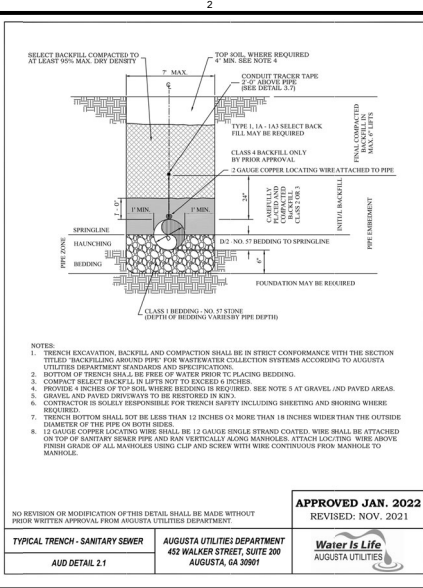 2
SELECT BACKFILL COMPACTED TO
AT LEAST 95% MAX. DRY DENSITY
TOP SOIL, WHERE REQUIRED
4" MIN. SEE NOTE 4
7' MAX.
CONDUIT TRACER TAPE
2'-0" ABOVE PIPE
(SEE DETAIL 3.7)
TYPE 1, 1A - 1A3 SELECT BACK
FILL MAY BE REQUIRED
CLASS 4 BACKFILL ONLY
BY PRIOR APPROVAL
FINAL COMPACTED
BACKFILL IN
MAX. 6" LIFTS
2 GAUGE COPPER LOCATING WIRE ATTACHED TO PIPE
1' - 0"
1' MIN.
1' MIN.
24"
CAREFULLY
PLACED AND
COMPACTED
BACKFILL
CLASS 2 OR 3
INITIAL BACKFILL
PIPE EMBEDMENT
SPRINGLINE
HAUNCHING
BEDDING
PIPE ZONE
D/2 - NO. 57 BEDDING TO SPRINGLINE
6"
FOUNDATION MAY BE REQUIRED
CLASS 1 BEDDING - NO. 57 STONE
(DEPTH OF BEDDING VARIES BY PIPE DEPTH)
NOTES:
1. TRENCH EXCAVATION, BACKFILL AND COMPACTION SHALL BE IN STRICT CONFORMANCE WITH THE SECTION
TITLED "BACKFILLING AROUND PIPE" FOR WASTEWATER COLLECTION SYSTEMS ACCORDING TO AUGUSTA
UTILITIES DEPARTMENT STANDARDS AND SPECIFICATIONS.
2. BOTTOM OF TRENCH SHALL BE FREE OF WATER PRIOR TO PLACING BEDDING.
3. COMPACT SELECT BACKFILL IN LIFTS NOT TO EXCEED 6 INCHES.
4. PROVIDE 4 INCHES OF TOP SOIL WHERE BEDDING IS REQUIRED. SEE NOTE 5 AT GRAVEL AND PAVED AREAS.
5. GRAVEL AND PAVED DRIVEWAYS TO BE RESTORED IN KIND.
6. CONTRACTOR IS SOLELY RESPONSIBLE FOR TRENCH SAFETY INCLUDING SHEETING AND SHORING WHERE
REQUIRED.
7. TRENCH BOTTOM SHALL NOT BE LESS THAN 12 INCHES OR MORE THAN 18 INCHES WIDER THAN THE OUTSIDE
DIAMETER OF THE PIPE ON BOTH SIDES.
8. 12 GAUGE COPPER LOCATING WIRE SHALL BE 12 GAUGE SINGLE STRAND COATED. WIRE SHALL BE ATTACHED
ON TOP OF SANITARY SEWER PIPE AND RAN VERTICALLY ALONG MANHOLES. ATTACH LOCATING WIRE ABOVE
FINISH GRADE OF ALL MANHOLES USING CLIP AND SCREW WITH WIRE CONTINUOUS FROM MANHOLE TO
MANHOLE.
NO REVISION OR MODIFICATION OF THIS DETAIL SHALL BE MADE WITHOUT
PRIOR WRITTEN APPROVAL FROM AUGUSTA UTILITIES DEPARTMENT.
APPROVED JAN. 2022
REVISED: NOV. 2021
TYPICAL TRENCH - SANITARY SEWER
AUD DETAIL 2.1
AUGUSTA UTILITIES DEPARTMENT
452 WALKER STREET, SUITE 200
AUGUSTA, GA 30901
Water Is Life
AUGUSTA UTILITIES